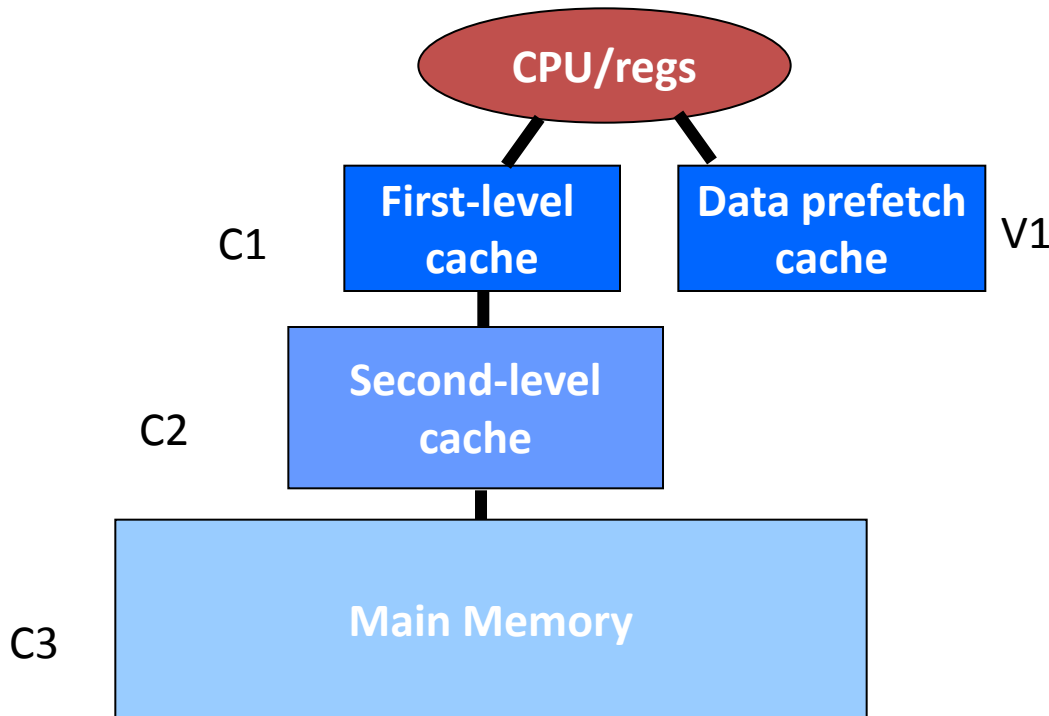 CPU/regs
First-level
cache
Data prefetch
cache
C1
V1
Second-level
cache
C2
Main Memory
C3